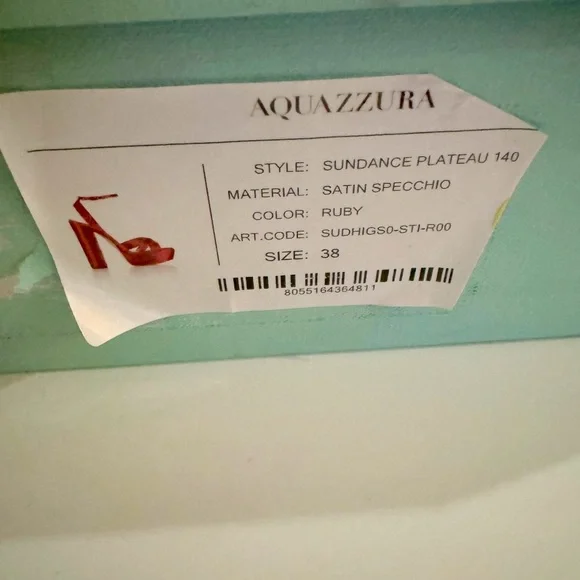 AQUAZZURA
STYLE: SUNDANCE PLATEAU 140
MATERIAL: SATIN SPECCHIO
COLOR: RUBY
ART.CODE: SUDHIGS0-STI-R00
SIZE: 38
8055164364811